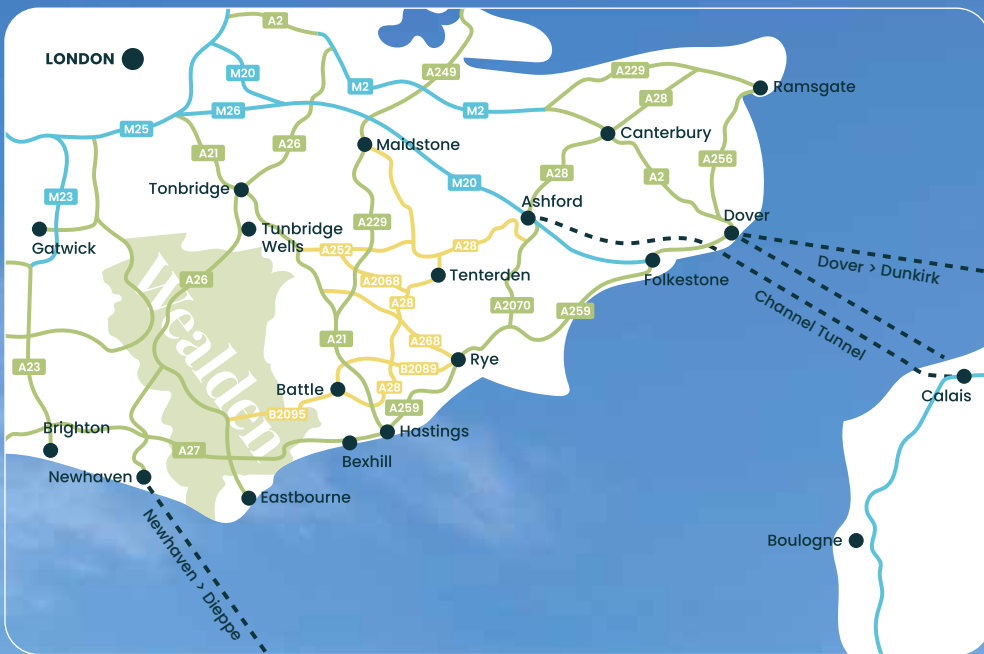 A2
LONDON
M20
A249
A229
M2
A28
Ramsgate
M26
M2
M25
Canterbury
A21
A26
Maidstone
A256
A28
A2
M20
Tonbridge
M23
Ashford
Dover
A229
Tunbridge
Wells
Gatwick
A252
A28
Dover > Dunkirk
A26
A2068
Tenterden
Folkestone
Wealden
A28
A2070
A259
Channel Tunnel
A21
A268
Rye
A23
B2089
Battle
A28
Calais
B2095
A259
Brighton
Hastings
A27
Bexhill
Newhaven
Eastbourne
Newhaven > Dieppe
Boulogne